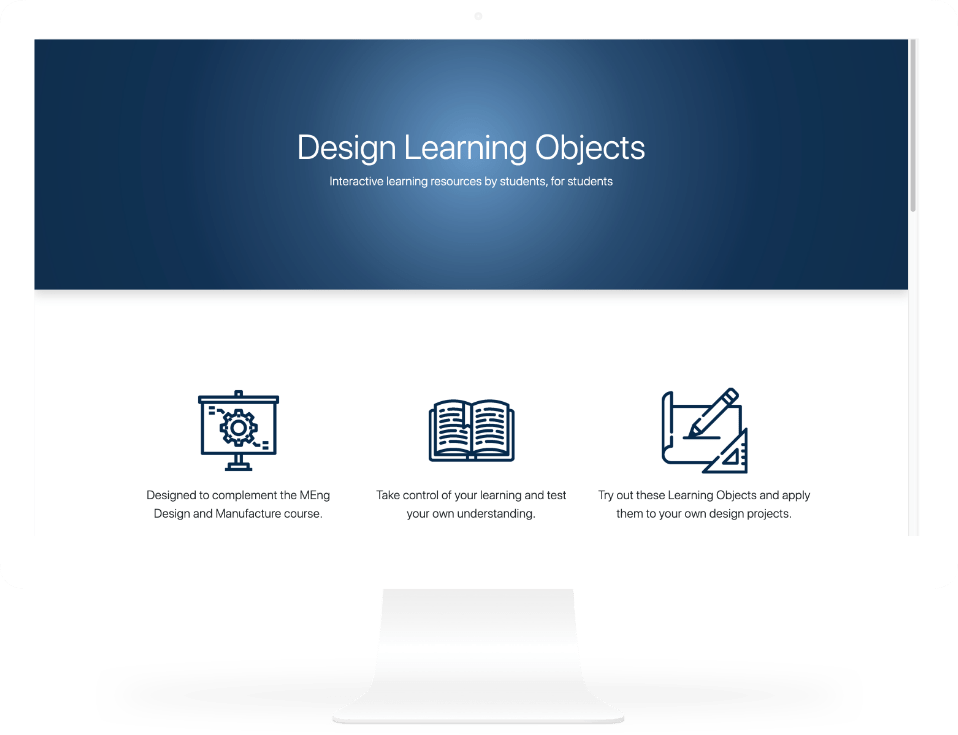 Design Learning Objects
Interactive learning resources by students, for students
Designed to complement the MEng
Design and Manufacture course.
Take control of your learning and test
your own understanding.
Try out these Learning Objects and apply
them to your own design projects.